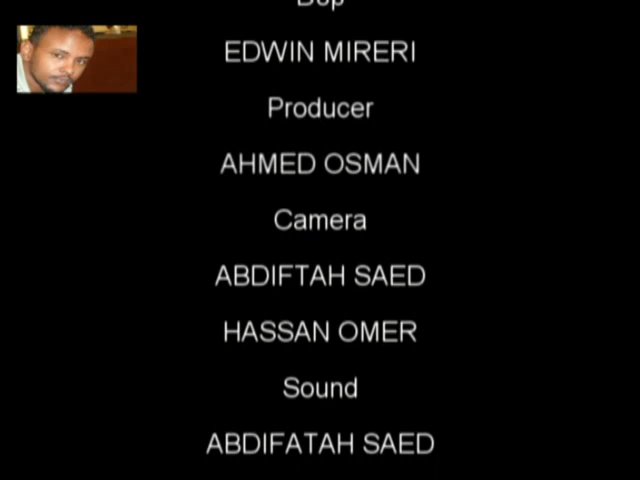 EDWIN MIRERI
Producer
AHMED OSMAN
Camera
ABDIFTAH SAED
HASSAN OMER
Sound
ABDIFATAH SAED